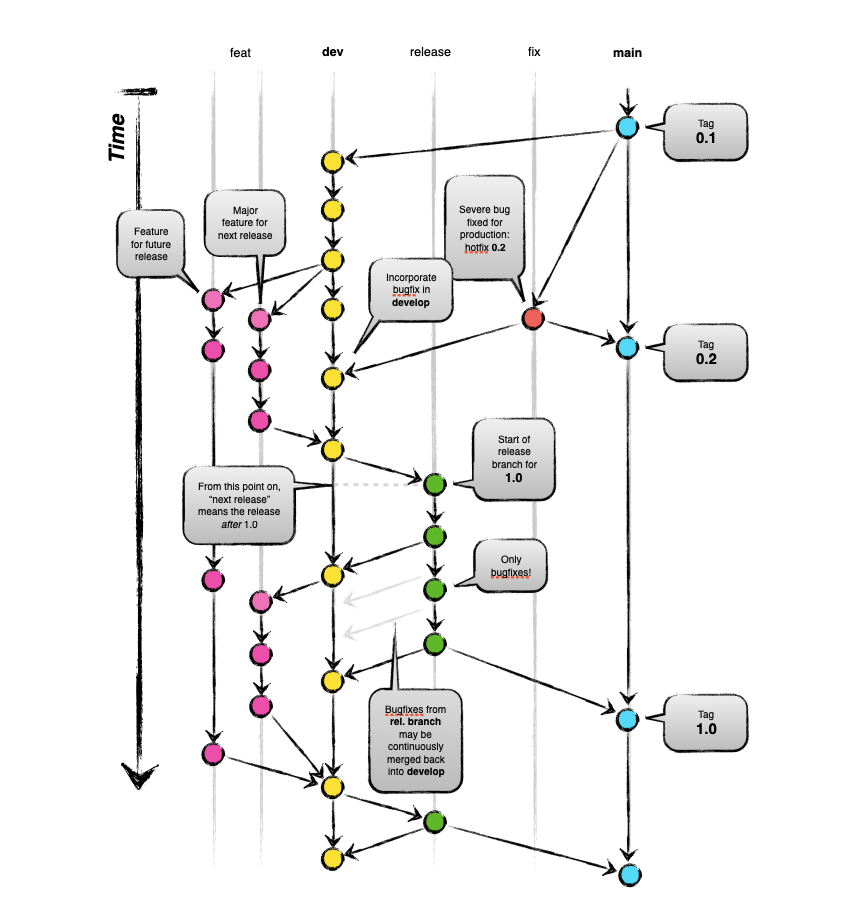 feat
dev
release
fix
main
Time
Tag
0.1
Severe bug
fixed for
production:
hotfix 0.2
Major
feature for
next release
Feature
for future
release
Incorporate
bugfix in
develop
Tag
0.2
Start of
release
branch for
1.0
From this point on,
“next release”
means the release
after 1.0
Only
bugfixes!
Bugfixes from
rel. branch
may be
continuously
merged back
into develop
Tag
1.0